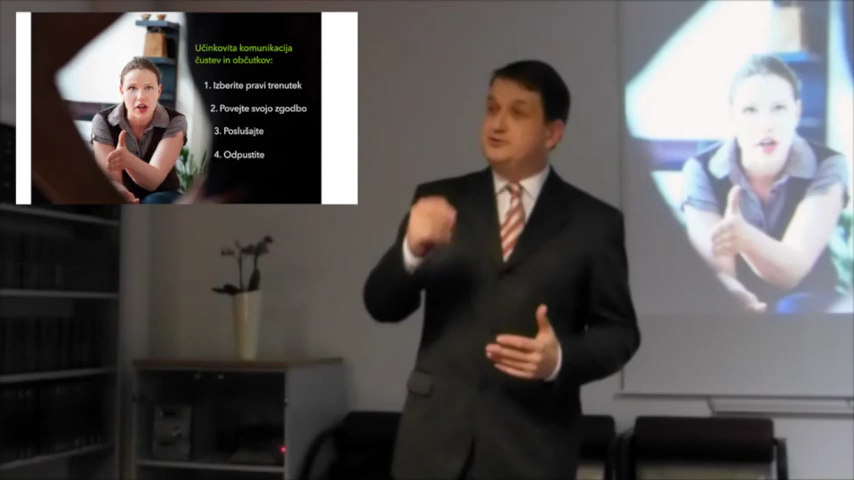 Učinkovita komunikacija
čustev in občutkov:
1. Izberite pravi trenutek
2. Povejte svojo zgodbo
3. Poslušajte
4. Odpustite